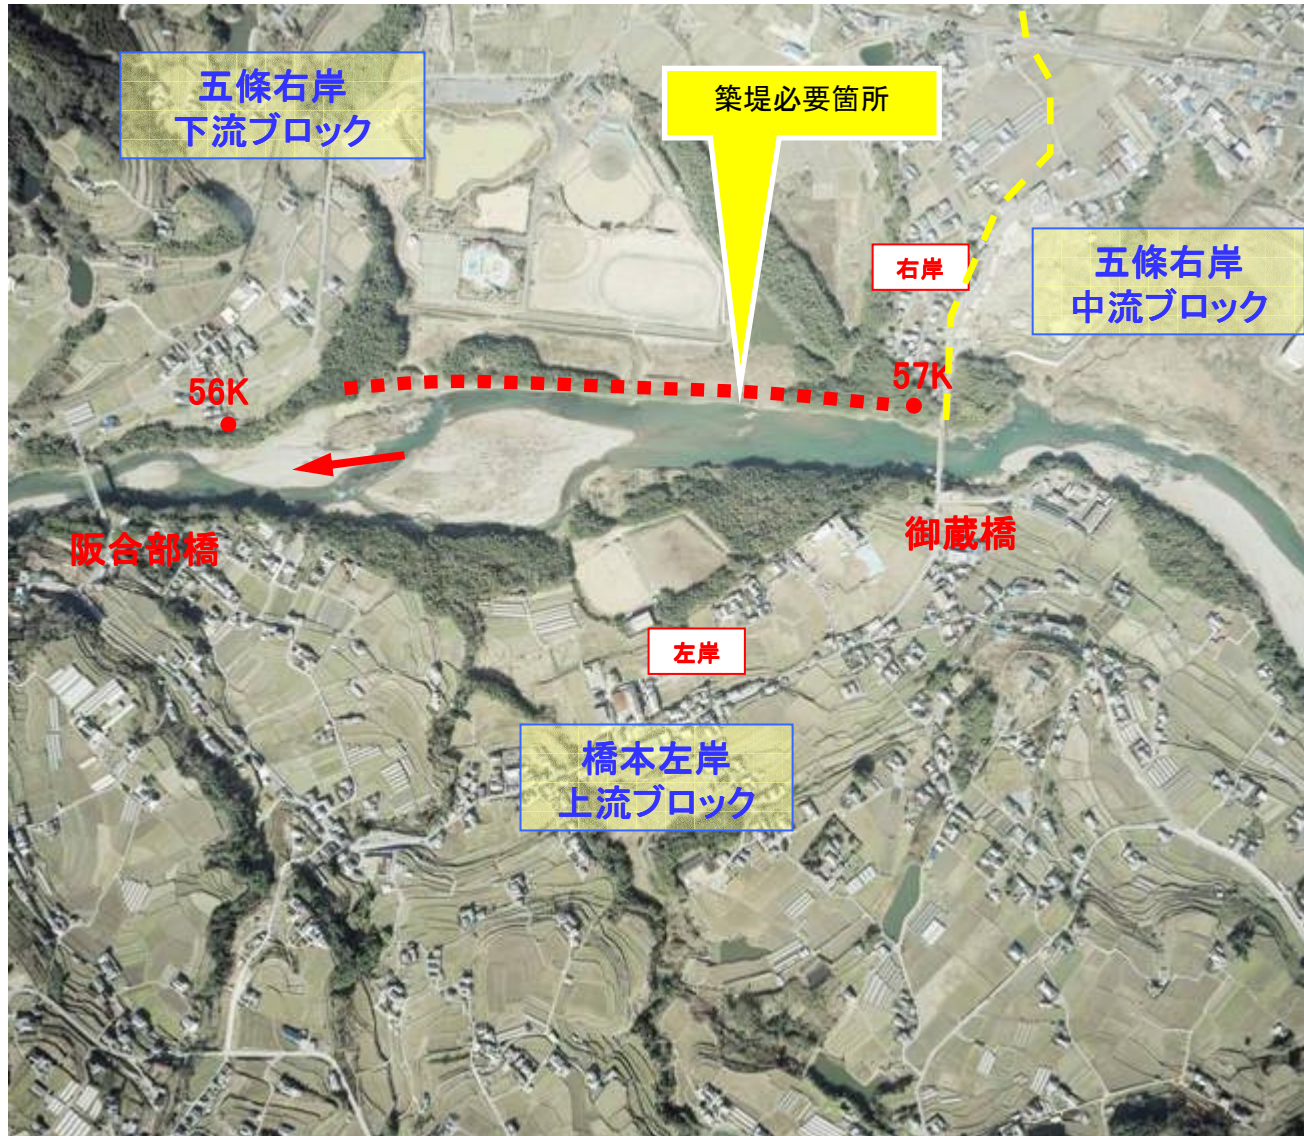 五條右岸
下流ブロック
築堤必要箇所
右岸
五條右岸
中流ブロック
56K
57K
阪合部橋
御蔵橋
左岸
橋本左岸
上流ブロック